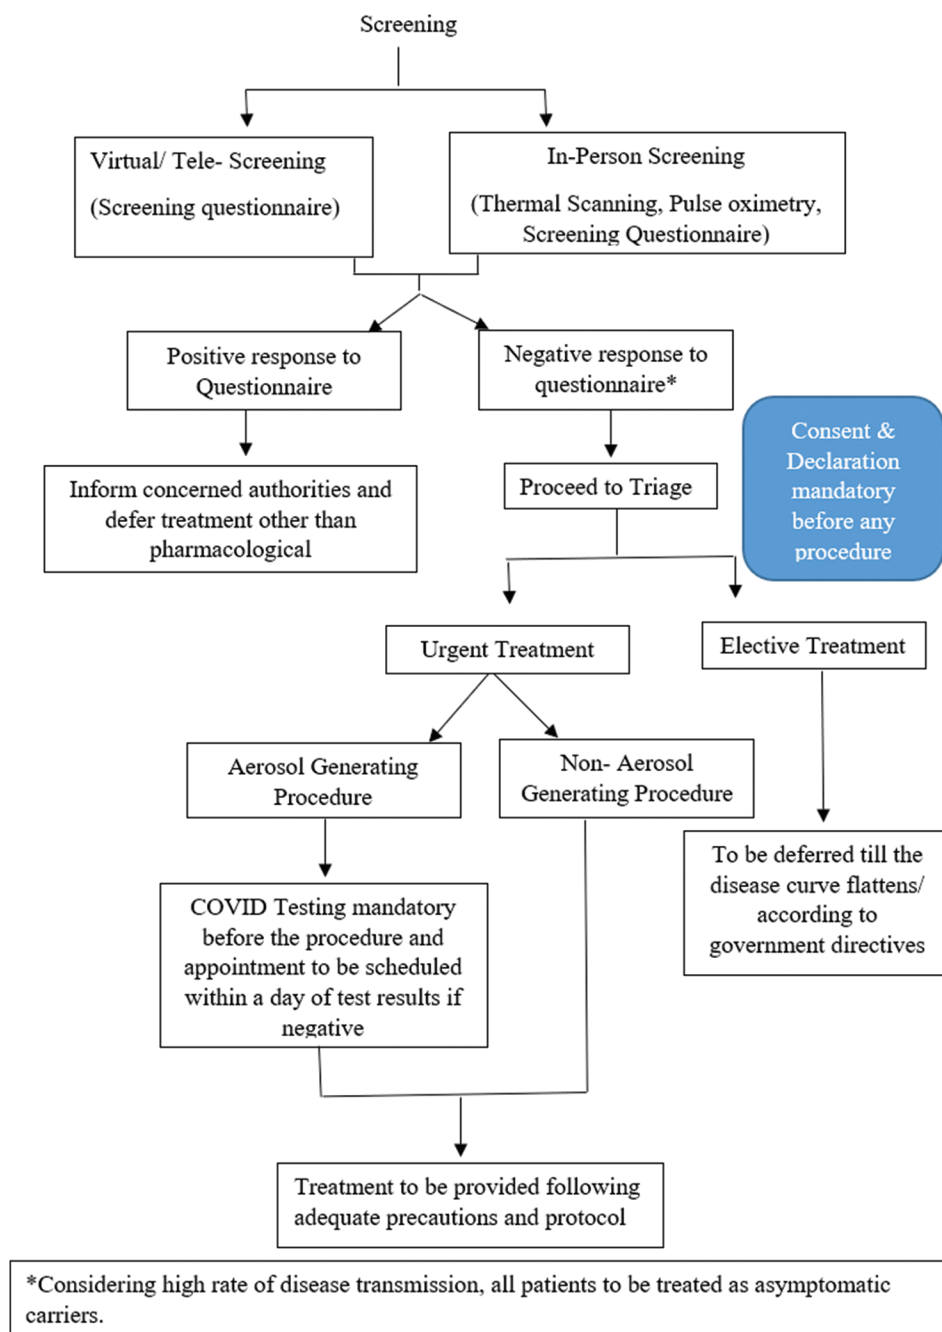 Screening
Virtual/ Tele- Screening
(Screening questionnaire)
In-Person Screening
(Thermal Scanning, Pulse oximetry,
Screening Questionnaire)
Positive response to
Questionnaire
Negative response to
questionnaire*
Consent &
Declaration
mandatory
before any
procedure
Inform concerned authorities and
defer treatment other than
pharmacological
Proceed to Triage
Urgent Treatment
Elective Treatment
Aerosol Generating
Procedure
Non- Aerosol
Generating Procedure
To be deferred till the
disease curve flattens/
according to
government directives
COVID Testing mandatory
before the procedure and
appointment to be scheduled
within a day of test results if
negative
Treatment to be provided following
adequate precautions and protocol
*Considering high rate of disease transmission, all patients to be treated as asymptomatic
carriers.